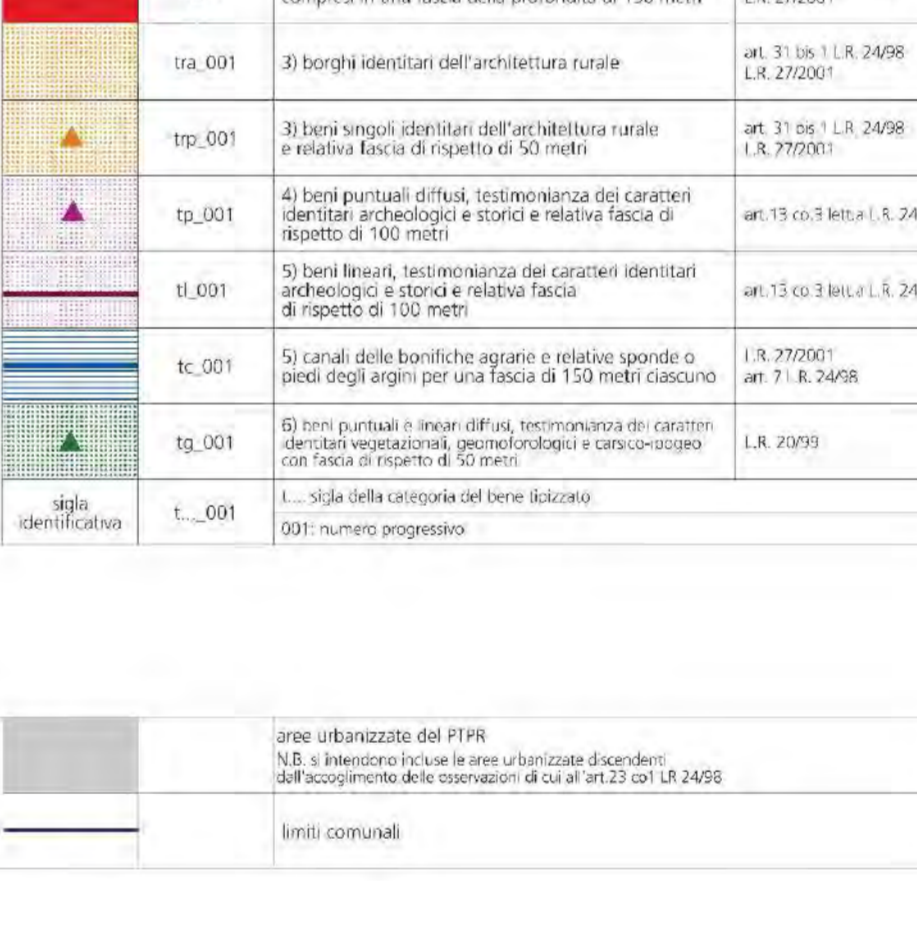 compresi in una fascia della profondità di 150 metri
L.R. 27/2001
tra_001
3) borghi identitari dell'architettura rurale
art. 31 bis 1 L.R. 24/98
L.R. 27/2001
trp_001
3) beni singoli identitari dell'architettura rurale
e relativa fascia di rispetto di 50 metri
art. 31 bis 1 L.R. 24/98
L.R. 27/2001
tp_001
4) beni puntuali diffusi, testimonianza dei caratteri
identitari archeologici e storici e relativa fascia di
rispetto di 100 metri
art.13 co.3 lett.a L.R. 24
tl_001
5) beni lineari, testimonianza dei caratteri identitari
archeologici e storici e relativa fascia
di rispetto di 100 metri
art.13 co.3 lett.a L.R. 24
tc_001
5) canali delle bonifiche agrarie e relative sponde o
piedi degli argini per una fascia di 150 metri ciascuno
L.R. 27/2001
art. 7 L.R. 24/98
tg_001
6) beni puntuali e lineari diffusi, testimonianza dei caratteri
identitari vegetazionali, geomoforologici e carsico-ipogeo
con fascia di rispetto di 50 metri
L.R. 20/99
sigla
identificativa
t..._001
t.... sigla della categoria del bene tipizzato
001: numero progressivo
aree urbanizzate del PTPR
N.B. si intendono incluse le aree urbanizzate discendenti
dall'accoglimento delle osservazioni di cui all'art.23 co1 LR 24/98
limiti comunali